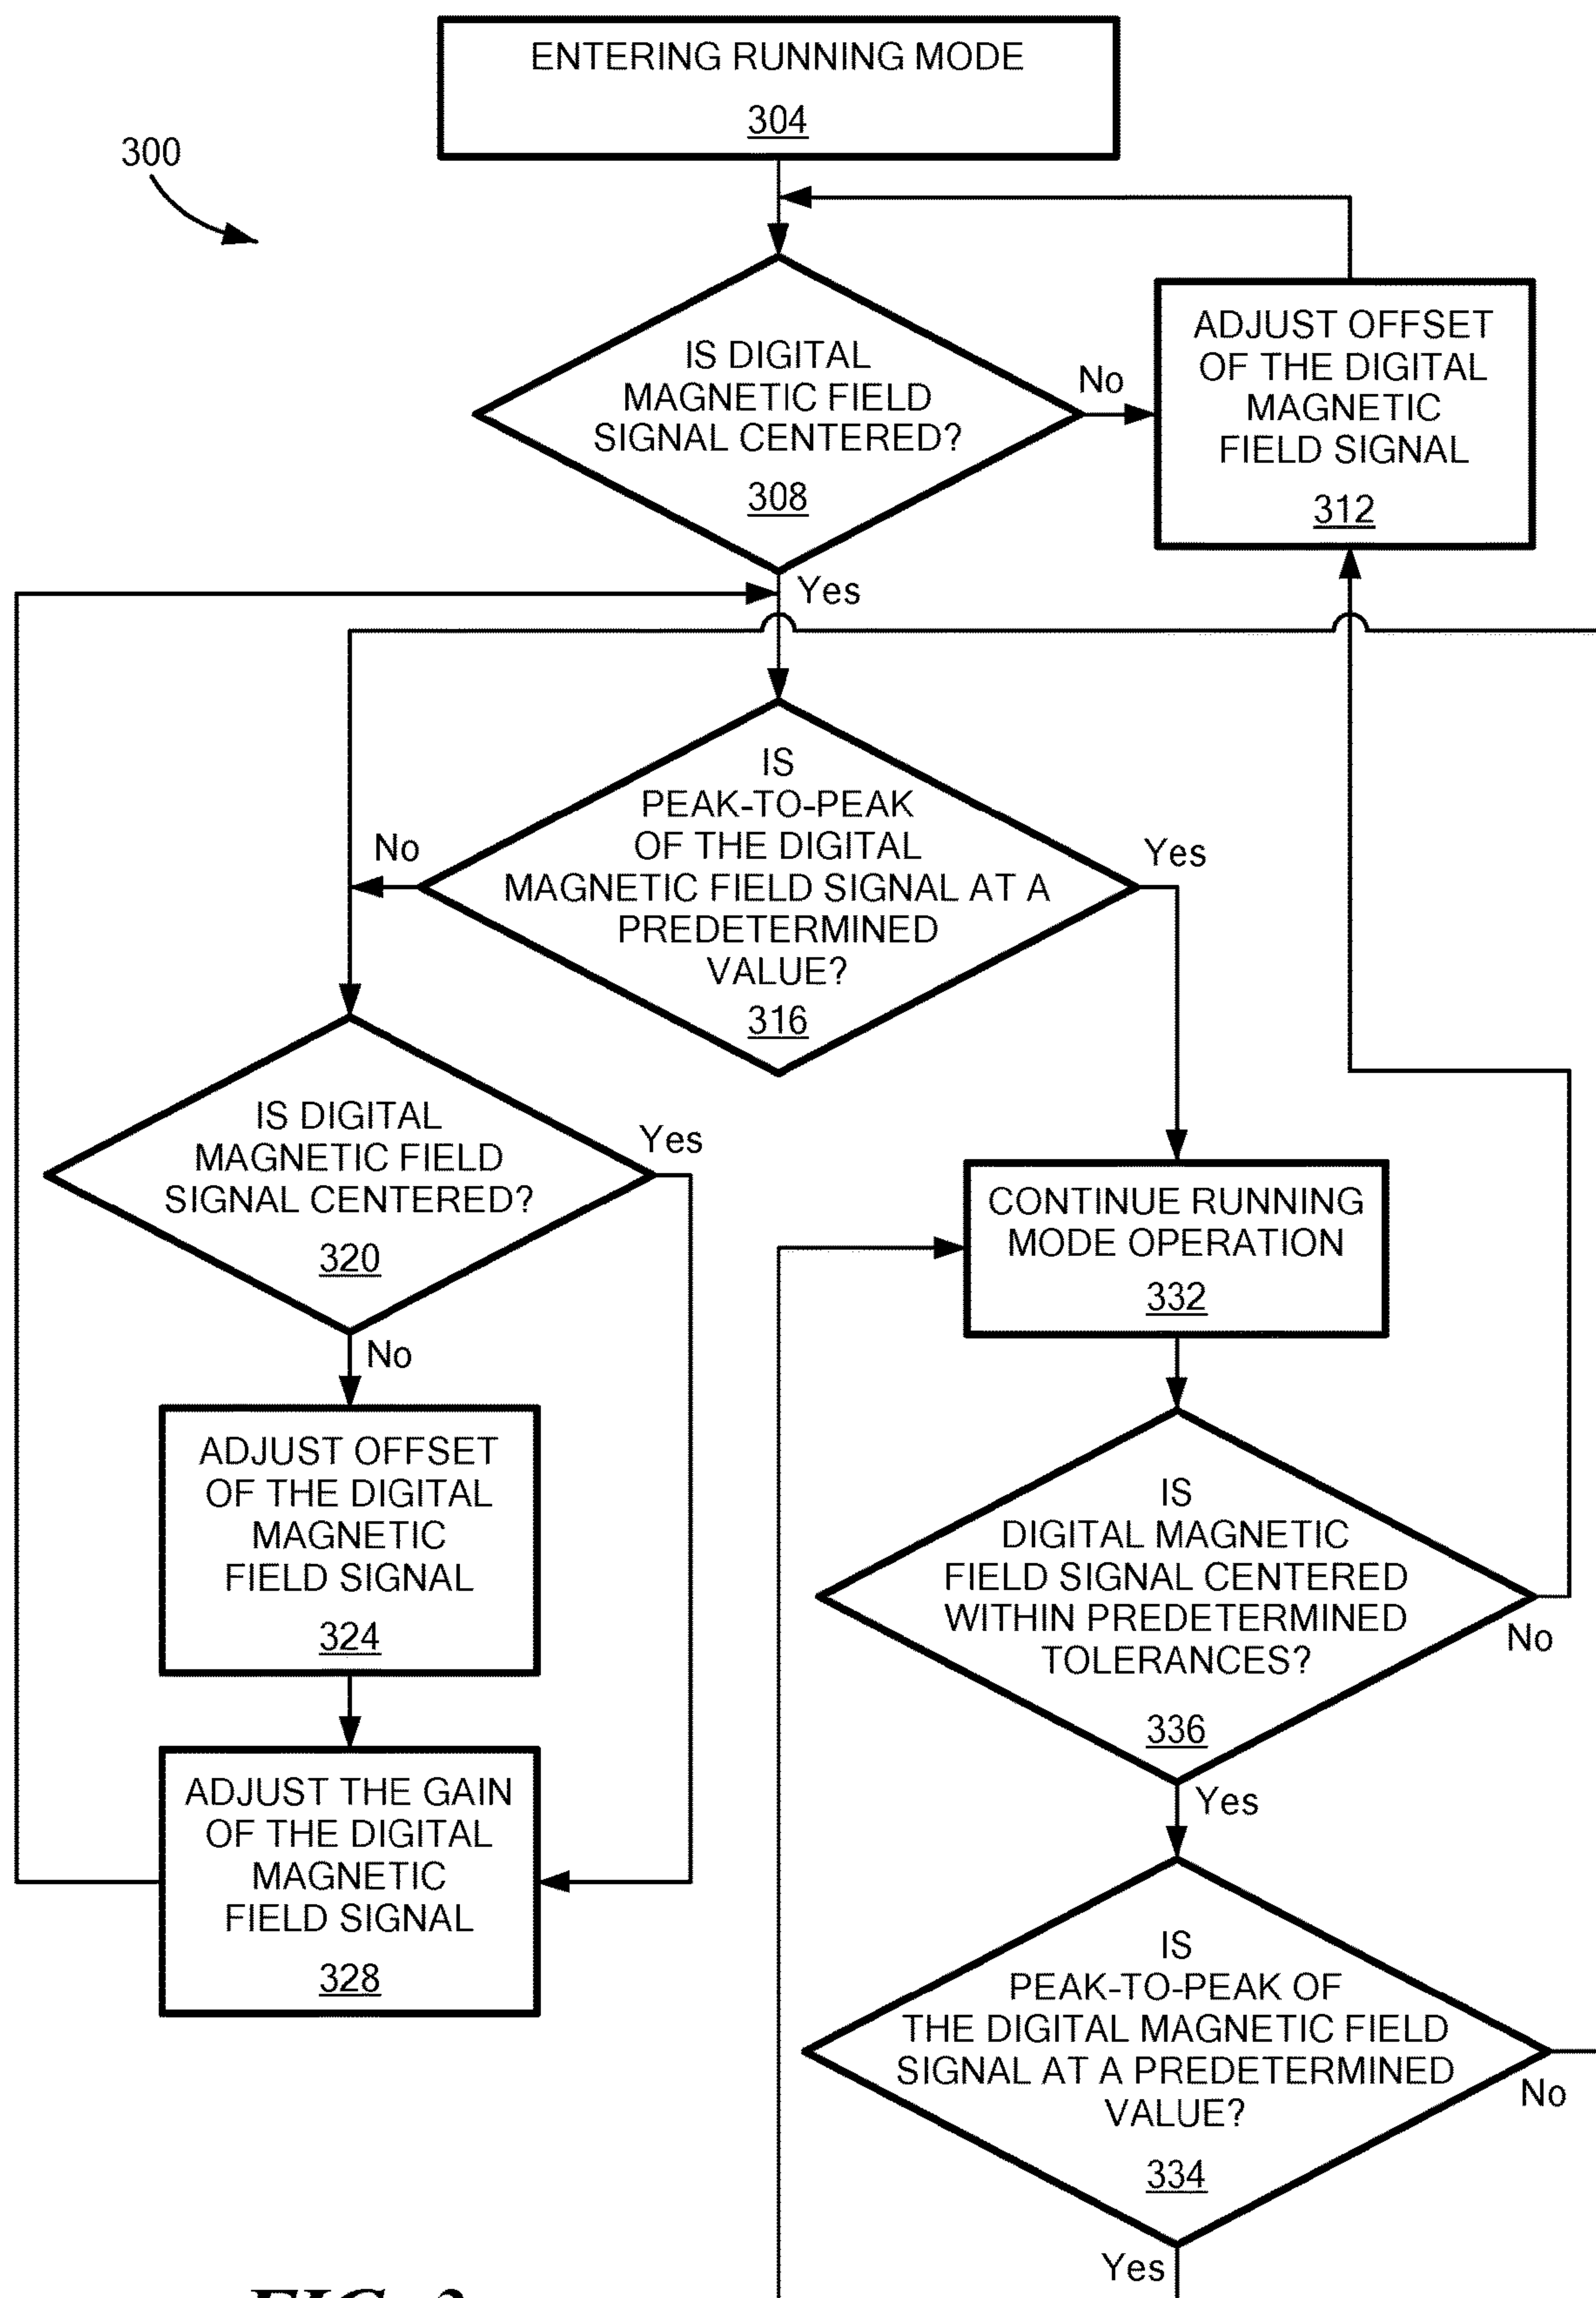 ENTERING RUNNING MODE
304
300
IS DIGITAL
MAGNETIC FIELD
SIGNAL CENTERED?
308
No
ADJUST OFFSET
OF THE DIGITAL
MAGNETIC
FIELD SIGNAL
312
Yes
IS
PEAK-TO-PEAK
OF THE DIGITAL
MAGNETIC FIELD SIGNAL AT A
PREDETERMINED
VALUE?
316
No
Yes
IS DIGITAL
MAGNETIC FIELD
SIGNAL CENTERED?
320
Yes
No
ADJUST OFFSET
OF THE DIGITAL
MAGNETIC
FIELD SIGNAL
324
ADJUST THE GAIN
OF THE DIGITAL
MAGNETIC
FIELD SIGNAL
328
CONTINUE RUNNING
MODE OPERATION
332
IS
DIGITAL MAGNETIC
FIELD SIGNAL CENTERED
WITHIN PREDETERMINED
TOLERANCES?
336
No
Yes
IS
PEAK-TO-PEAK OF
THE DIGITAL MAGNETIC FIELD
SIGNAL AT A PREDETERMINED
VALUE?
334
No
Yes